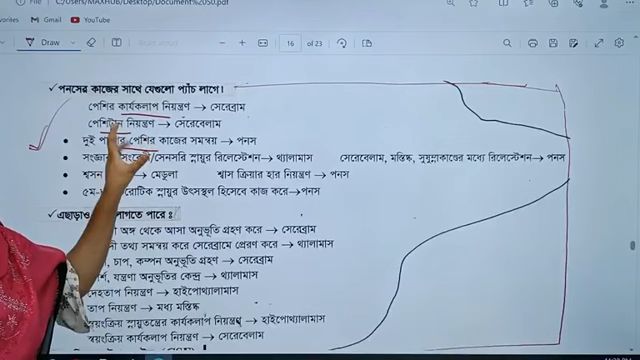 File C:/Users/MAXHUB/Desktop/Document%2050.pdf
Gmail YouTube
Draw 16 of 23
✓ পনসের কাজের সাথে যেগুলো প্যাঁচ লাগে।
পেশির কার্যকলাপ নিয়ন্ত্রণ → সেরেব্রাম
নিয়ন্ত্রণ → সেরেবেলাম
• দুই পেশির কাজের সমন্বয় → পনস
সেনসরি স্নায়ুর রিলেস্টেশন→ থ্যালামাস সেরেবেলাম, মস্তিষ্ক, সুষুম্নাকাণ্ডের মধ্যে রিলেস্টেশন→ পনস
• শ্বসন → মেডুলা শ্বাস ক্রিয়ার হার নিয়ন্ত্রণ → পনস
• ৫ম- স্নায়ুর উৎসস্থল হিসেবে কাজ করে→পনস
✓ এছাড়াও লাগতে পারে ঃ
অঙ্গ থেকে আসা অনুভূতি গ্রহণ করে → সেরেব্রাম
তথ্য সমন্বয় করে সেরেব্রামে প্রেরণ করে → থ্যালামাস
চাপ, কম্পন অনুভূতি গ্রহণ → সেরেব্রাম
যন্ত্রণা অনুভূতির কেন্দ্র → থ্যালামাস
দেহতাপ নিয়ন্ত্রণ → হাইপোথ্যালামাস
তাপ নিয়ন্ত্রণ → মধ্য মস্তিষ্ক
স্বয়ংক্রিয় স্নায়ুতন্ত্রের কার্যকলাপ নিয়ন্ত্রণ → হাইপোথ্যালামাস
স্বয়ংক্রিয় কার্যকলাপ নিয়ন্ত্রণ → সেরেবেলাম